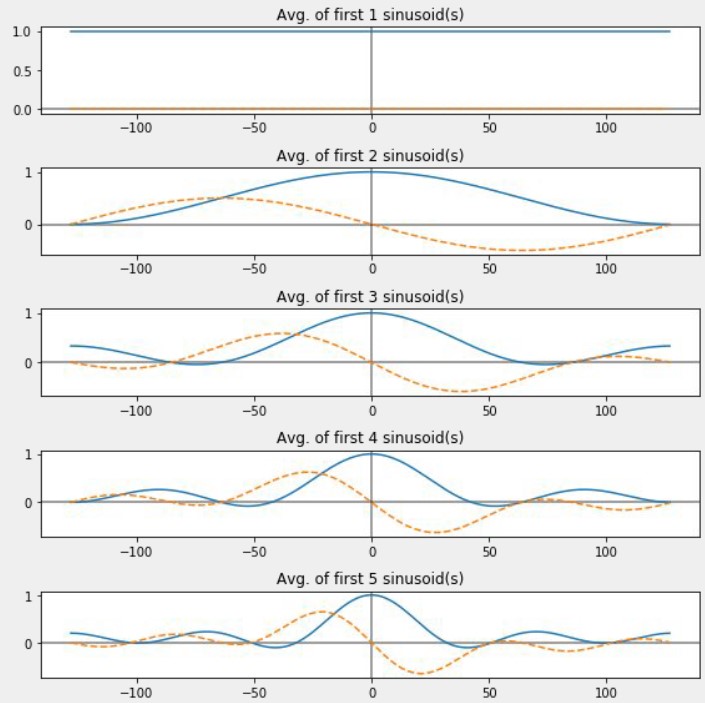 Avg. of first 1 sinusoid(s)
1.0
0.5
0.0
−100 −50 0 50 100
Avg. of first 2 sinusoid(s)
1
0
−100 −50 0 50 100
Avg. of first 3 sinusoid(s)
1
0
−100 −50 0 50 100
Avg. of first 4 sinusoid(s)
1
0
−100 −50 0 50 100
Avg. of first 5 sinusoid(s)
1
0
−100 −50 0 50 100